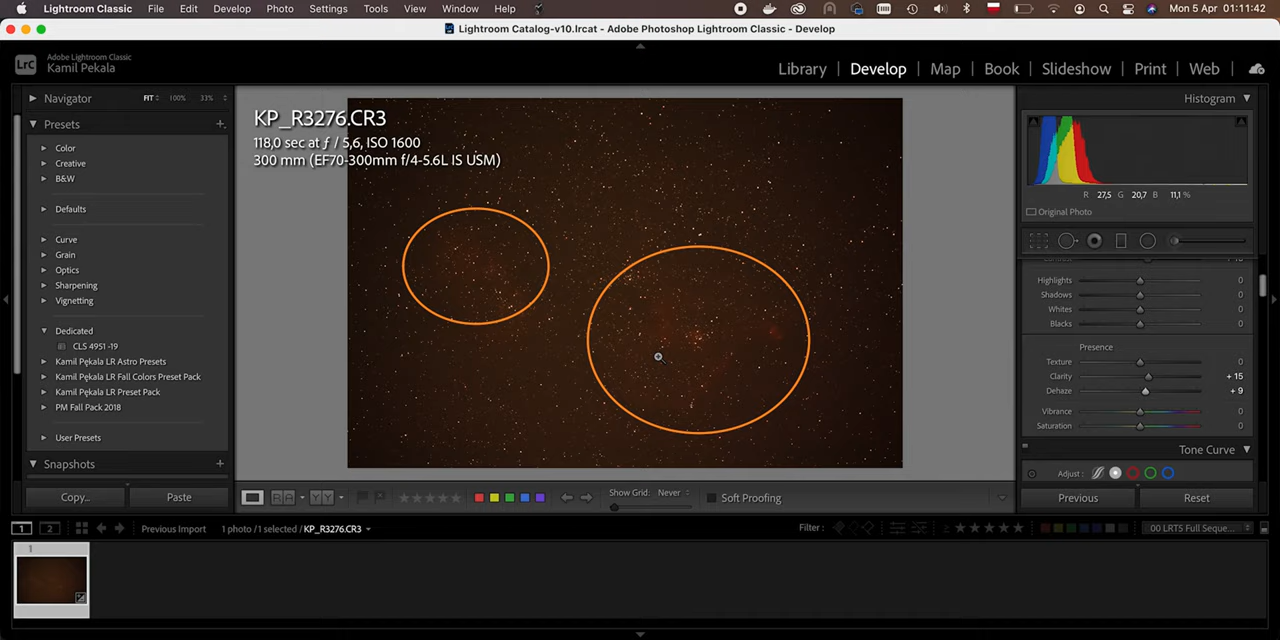 Lightroom Classic File Edit Develop Photo Settings Tools View Window Help Mon 5 Apr 01:11:42
Lightroom Catalog-v10.lrcat - Adobe Photoshop Lightroom Classic - Develop
LrC Adobe Lightroom Classic
Kamil Pekala
Library | Develop | Map | Book | Slideshow | Print | Web
Navigator FIT 100% 33%
Presets +
Color
Creative
B&W
Defaults
Curve
Grain
Optics
Sharpening
Vignetting
Dedicated
CLS 4951 -19
Kamil Pękala LR Astro Presets
Kamil Pękala LR Fall Colors Preset Pack
Kamil Pękala LR Preset Pack
PM Fall Pack 2018
User Presets
Snapshots +
Copy... Paste
KP_R3276.CR3
118,0 sec at ƒ / 5,6, ISO 1600
300 mm (EF70-300mm f/4-5.6L IS USM)
Histogram
R 27,5 G 20,7 B 11,1 %
Original Photo
Highlights 0
Shadows 0
Whites 0
Blacks 0
Presence
Texture 0
Clarity + 15
Dehaze + 9
Vibrance 0
Saturation 0
Tone Curve
Adjust :
Previous Reset
R A Y Y Show Grid: Never Soft Proofing
1 2 Previous Import 1 photo /1 selected / KP_R3276.CR3 Filter : 00 LRT5 Full Seque...
1